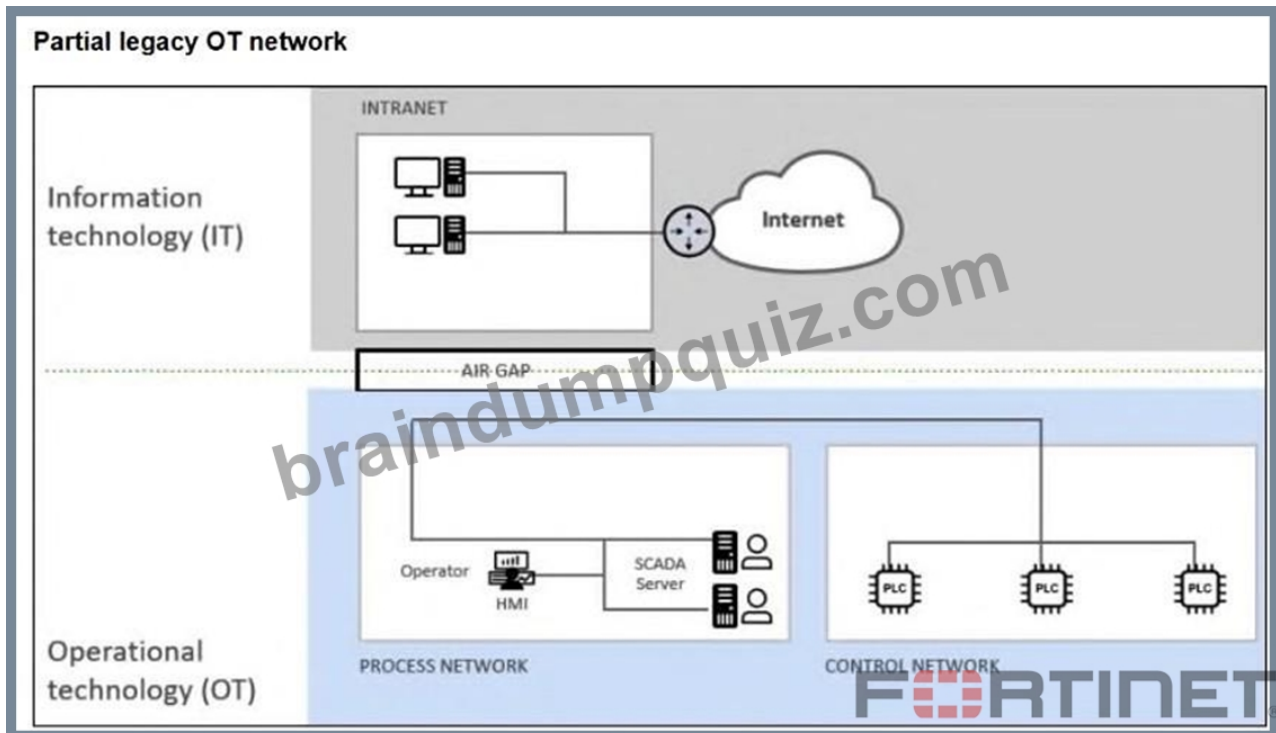 Partial legacy OT network
INTRANET
Information
technology (IT)
Internet
AIR GAP
braindumpquiz.com
Operator
HMI
SCADA
Server
PLC
PLC
PLC
Operational
technology (OT)
PROCESS NETWORK
CONTROL NETWORK
FORTINET